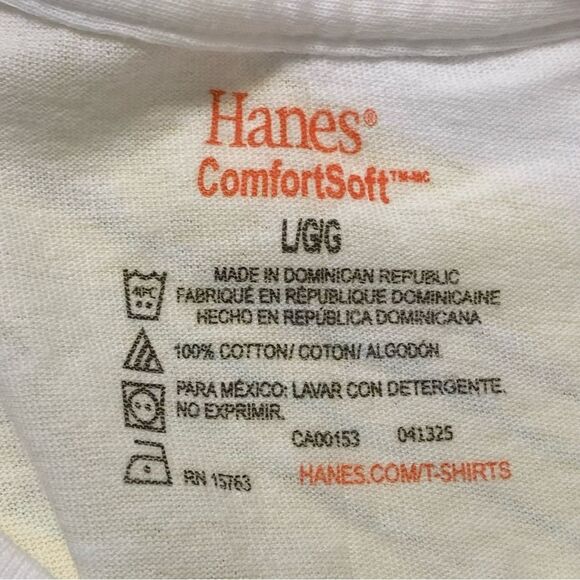 Hanes®
ComfortSoft™-MC
L/G/G
MADE IN DOMINICAN REPUBLIC
FABRIQUÉ EN RÉPUBLIQUE DOMINICAINE
HECHO EN REPÚBLICA DOMINICANA
40C
100% COTTON/ COTON/ ALGODÓN
PARA MÉXICO: LAVAR CON DETERGENTE.
NO EXPRIMIR.
CA00153 041325
RN 15763 HANES.COM/T-SHIRTS